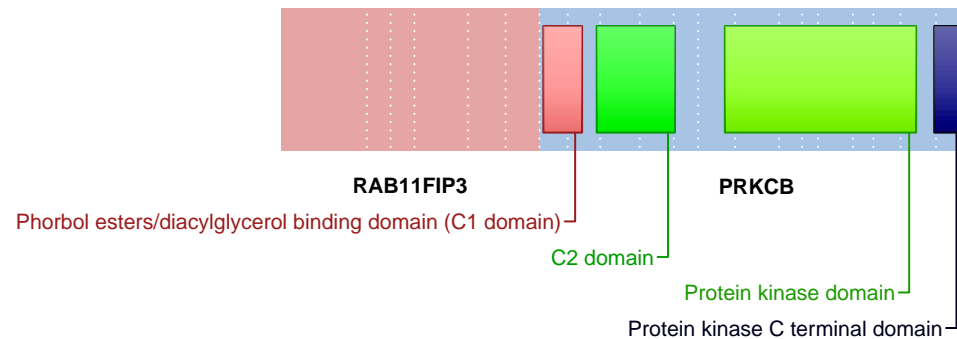 RAB11FIP3
PRKCB
Phorbol esters/diacylglycerol binding domain (C1 domain)
C2 domain
Protein kinase domain
Protein kinase C terminal domain